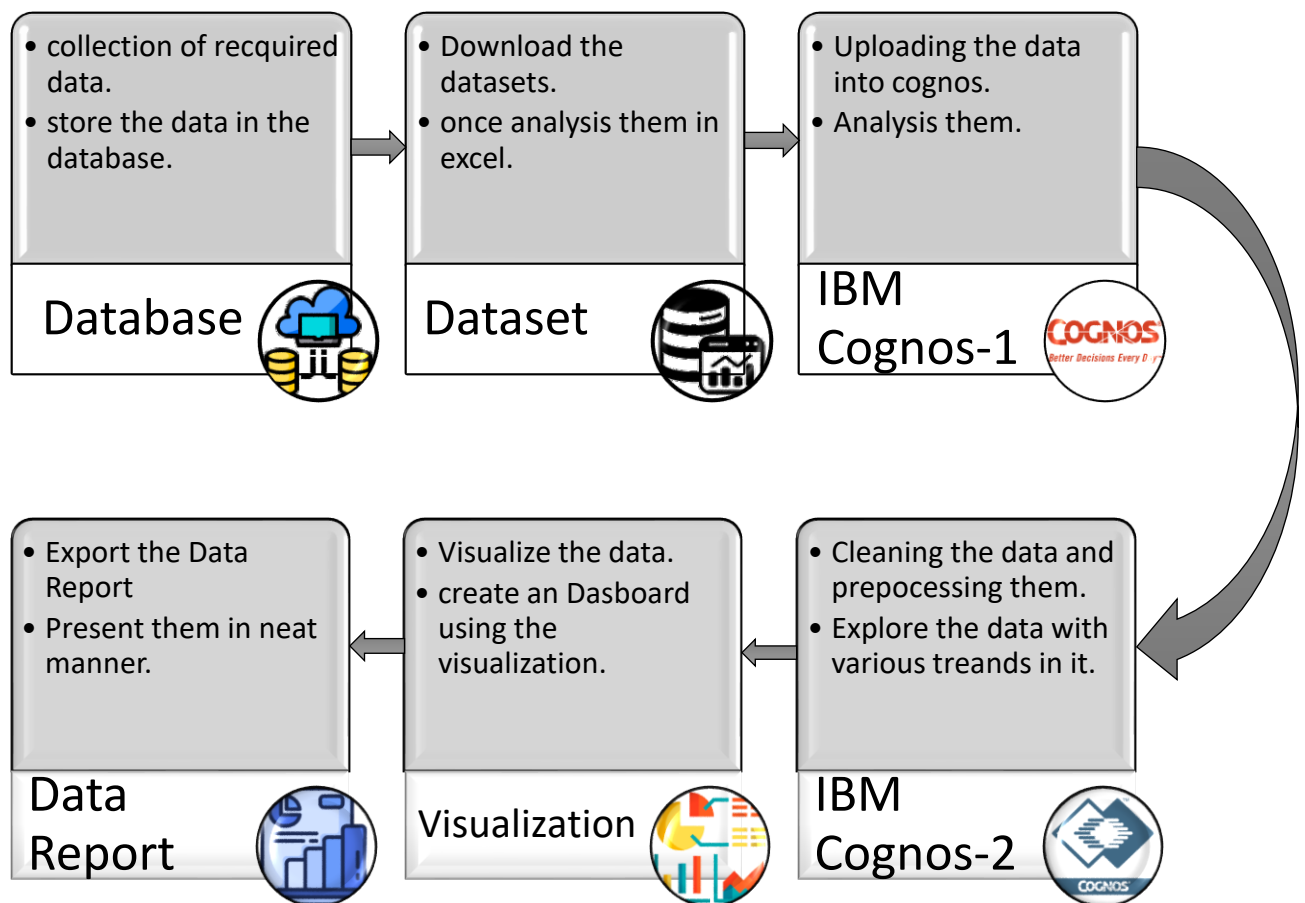 • collection of recquired
data.
• store the data in the
database.
Database
• Download the
datasets.
• once analysis them in
excel.
Dataset
• Uploading the data
into cognos.
• Analysis them.
IBM
Cognos-1
COGNOS
Better Decisions Every D y
• Cleaning the data and
prepocessing them.
• Explore the data with
various treands in it.
IBM
Cognos-2
COGNOS
• Visualize the data.
• create an Dasboard
using the
visualization.
Visualization
• Export the Data
Report
• Present them in neat
manner.
Data
Report